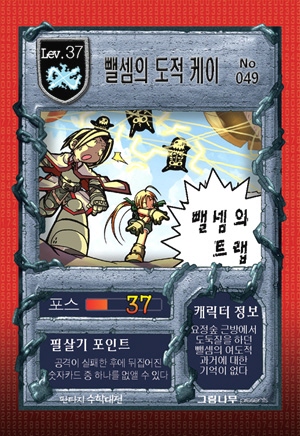 Lev.37
뺄셈의 도적 케이
No
049
뺄셈의
트랩
포스 37
필살기 포인트
공격이 실패한 후에 뒤집어진
숫자카드 중 하나를 없앨 수 있다
캐릭터 정보
요정숲 근방에서
도둑질을 하던
뺄셈의 여도적
과거에 대한
기억이 없다
판타지 수학대전
그림나무 presents